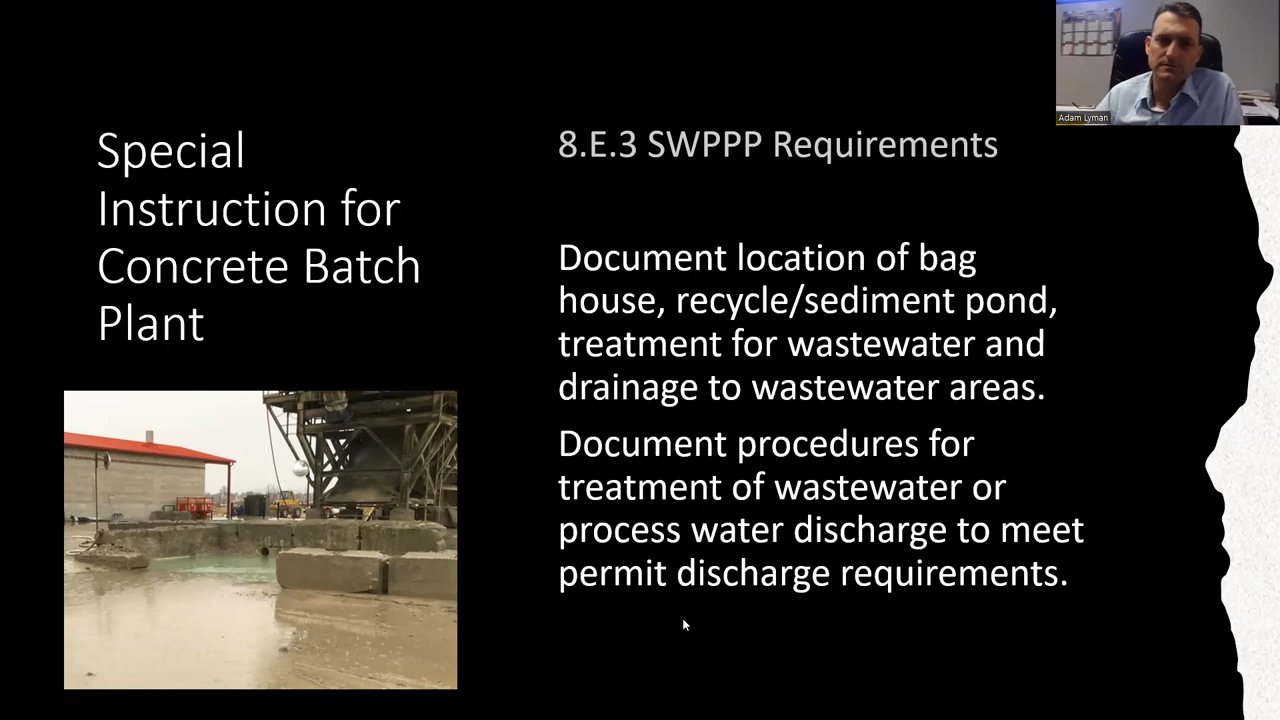 Special
Instruction for
Concrete Batch
Plant
8.E.3 SWPPP Requirements
Document location of bag
house, recycle/sediment pond,
treatment for wastewater and
drainage to wastewater areas.
Document procedures for
treatment of wastewater or
process water discharge to meet
permit discharge requirements.
Adam Lyman